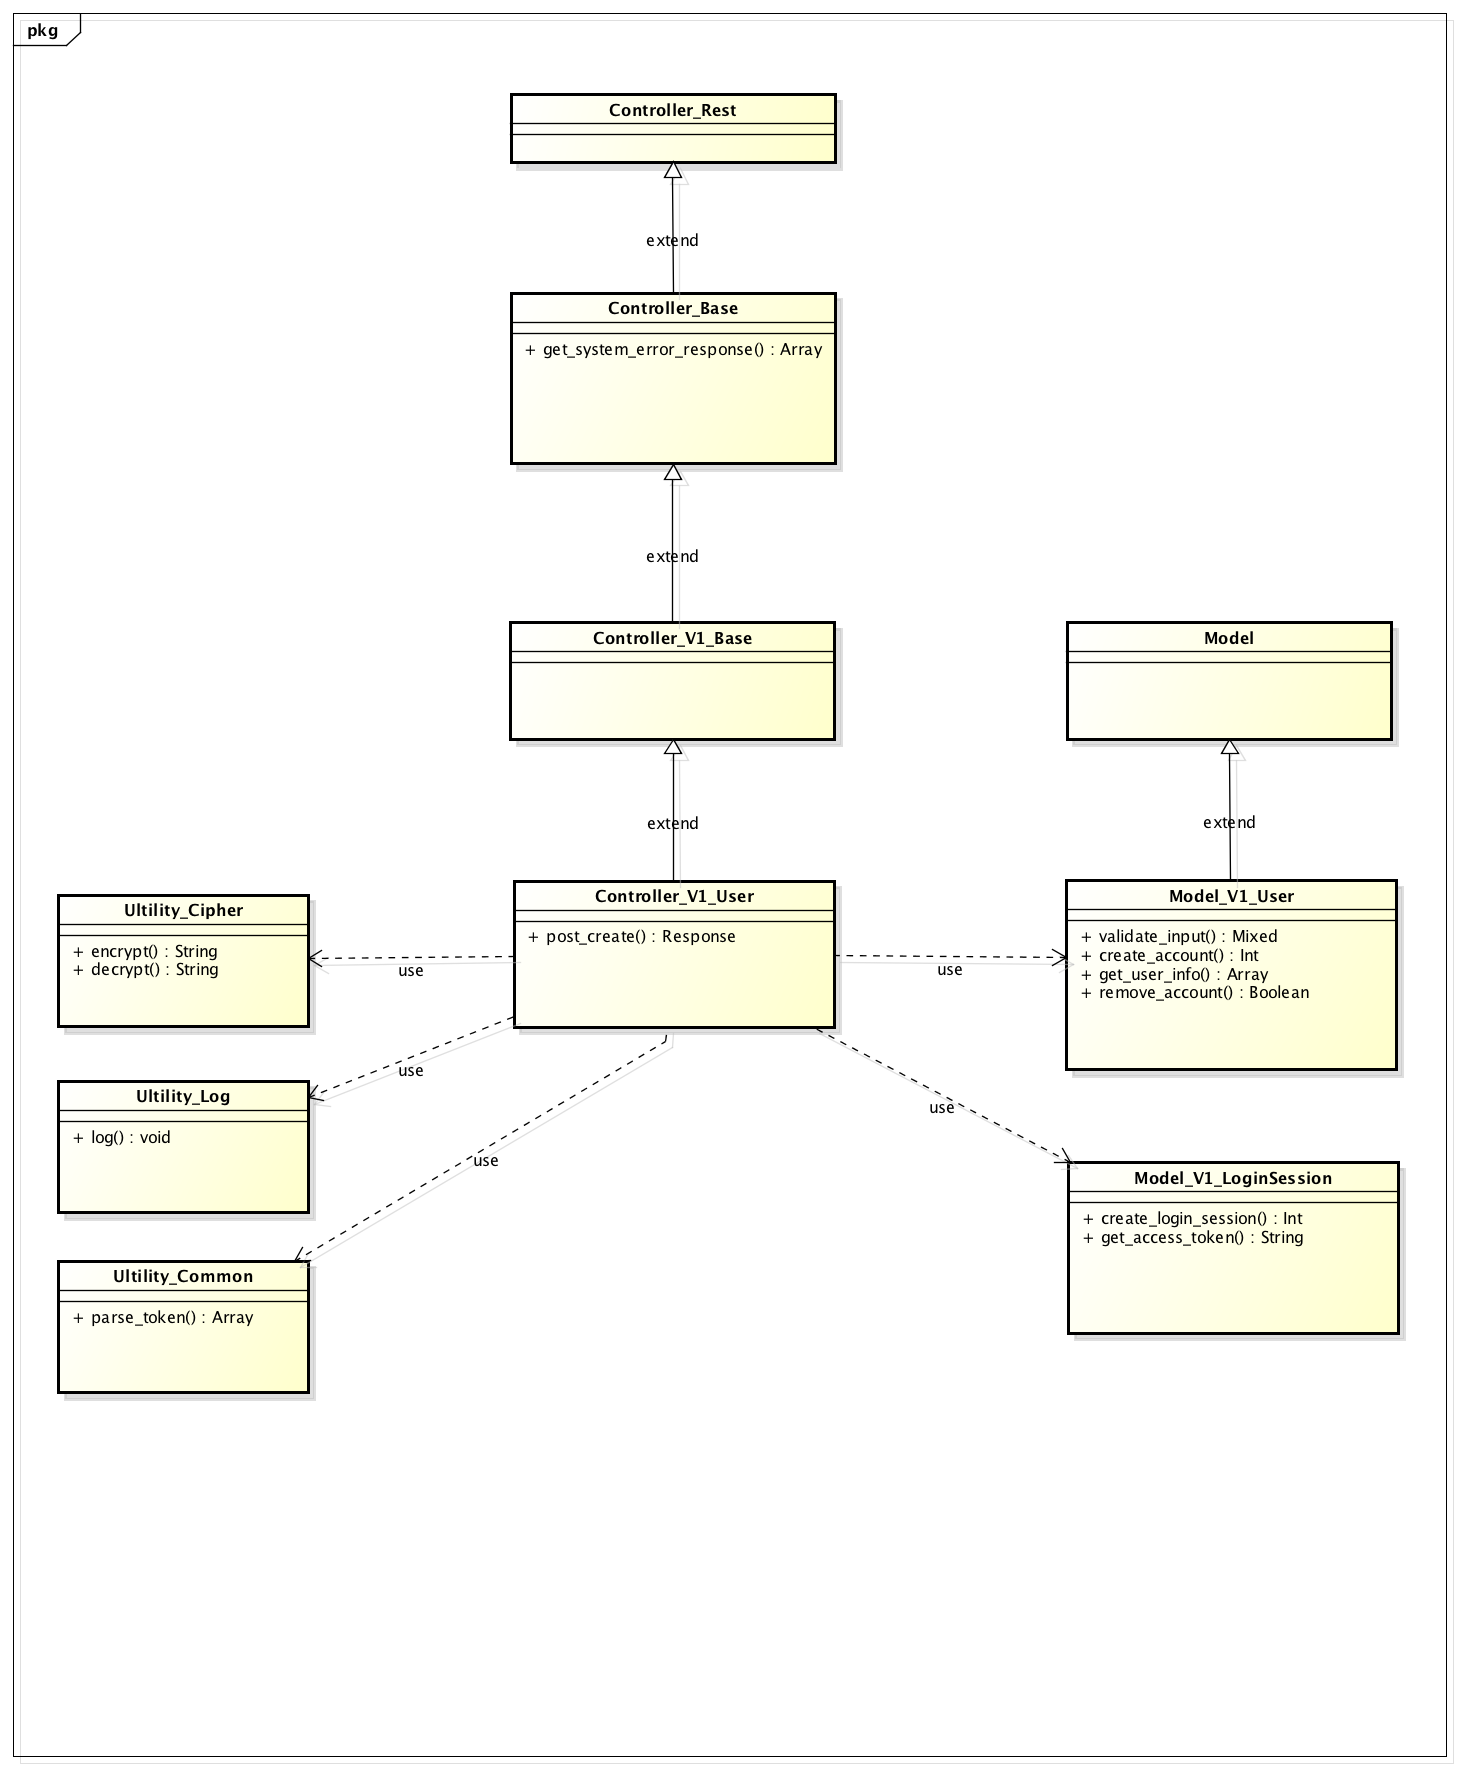 pkg
Controller_Rest
extend
Controller_Base
+ get_system_error_response() : Array
extend
Controller_V1_Base
Model
extend
extend
Controller_V1_User
+ post_create() : Response
Model_V1_User
+ validate_input() : Mixed
+ create_account() : Int
+ get_user_info() : Array
+ remove_account() : Boolean
Ultility_Cipher
+ encrypt() : String
+ decrypt() : String
use
use
Ultility_Log
+ log() : void
use
use
use
Model_V1_LoginSession
+ create_login_session() : Int
+ get_access_token() : String
Ultility_Common
+ parse_token() : Array